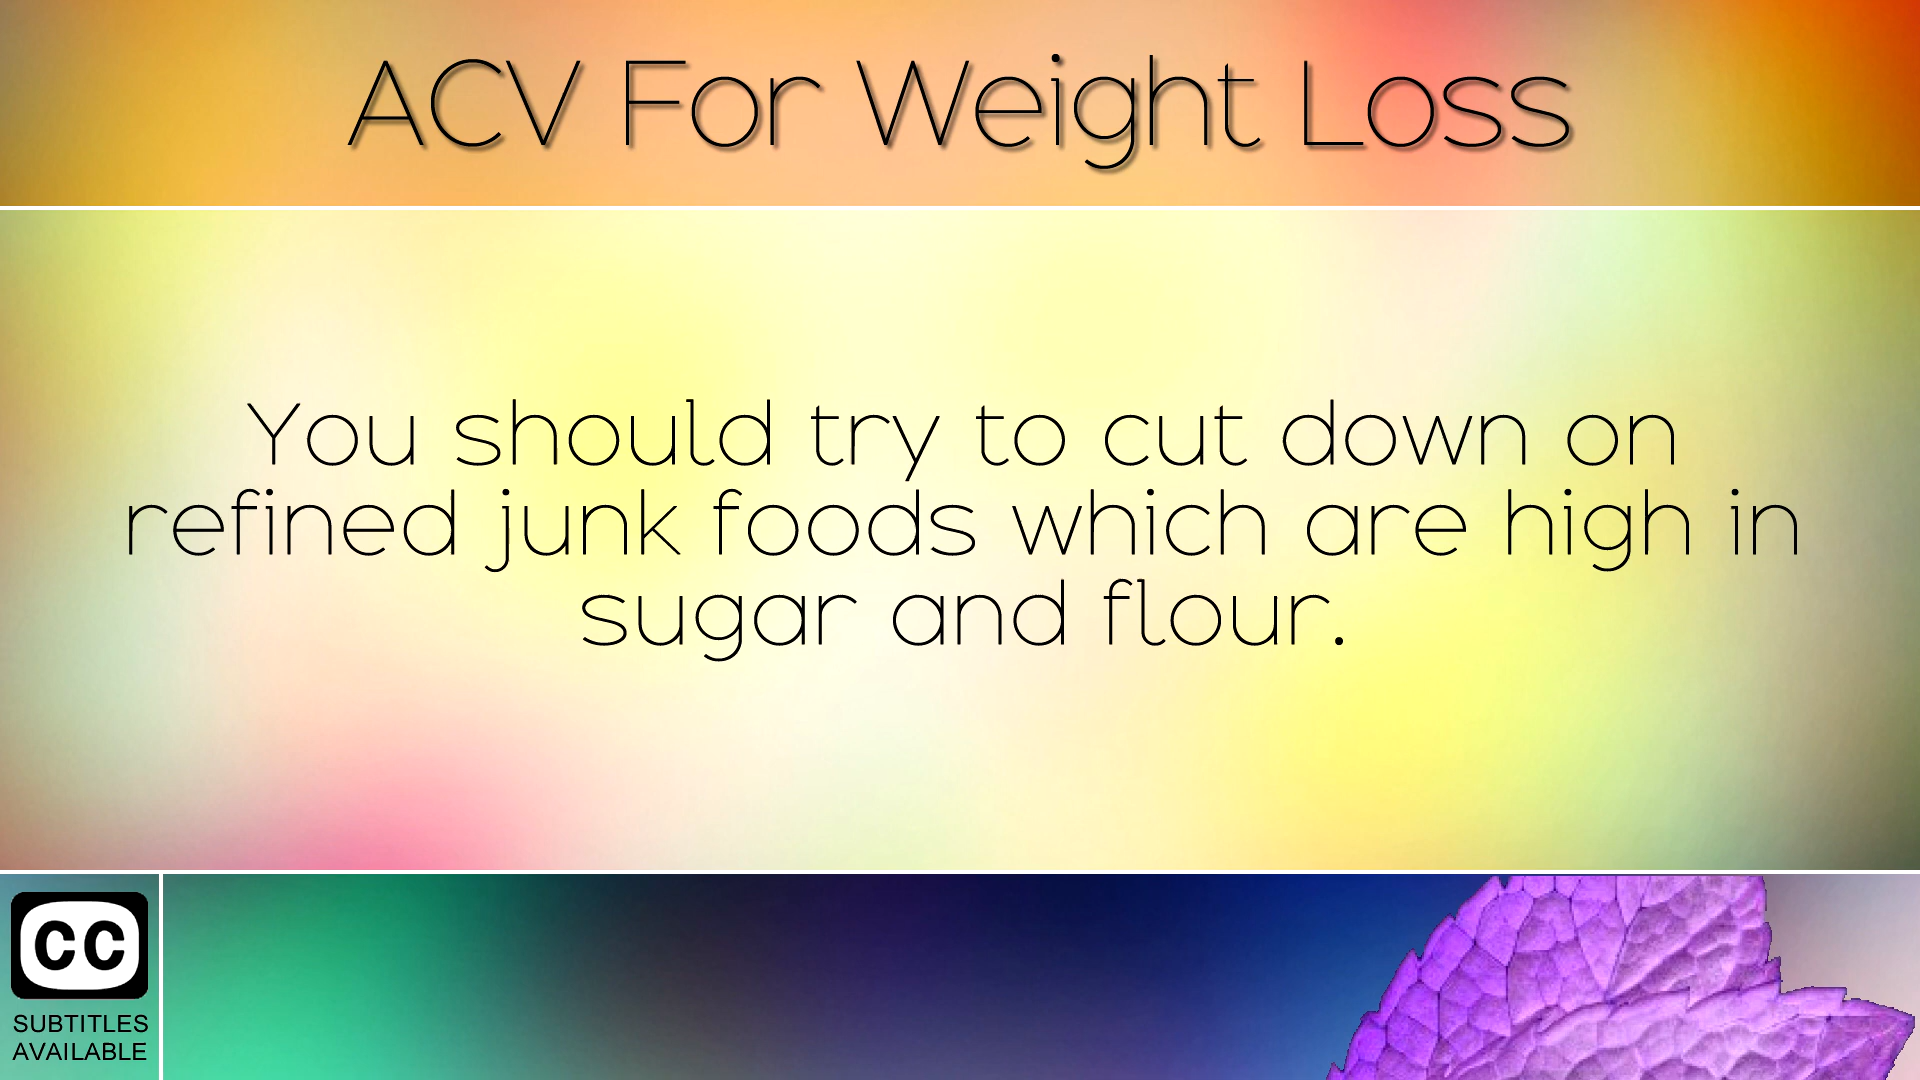 ACV For Weight Loss
You should try to cut down on
refined junk foods which are high in
sugar and flour.
CC
SUBTITLES
AVAILABLE